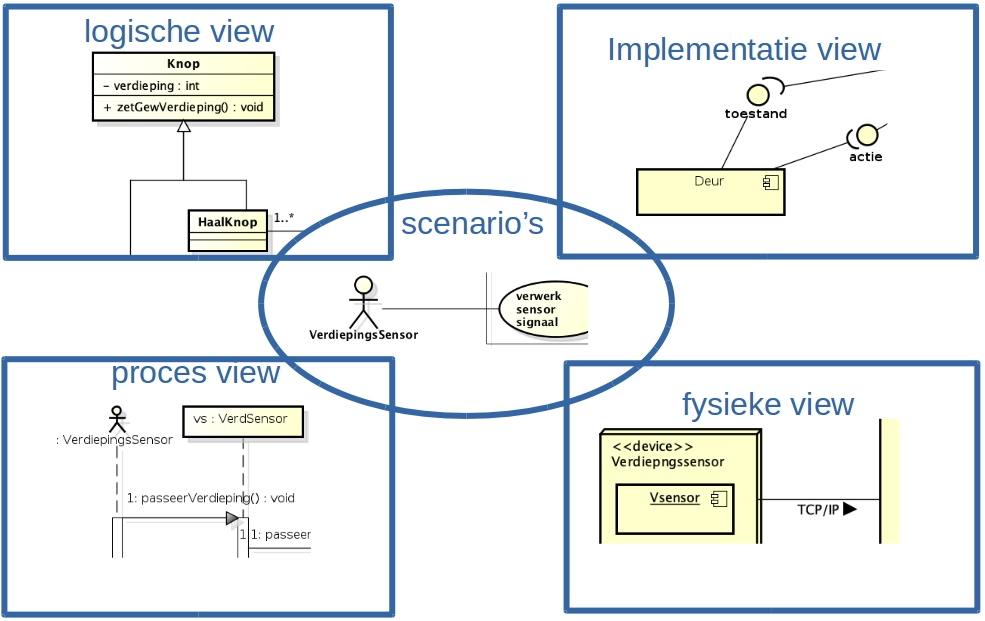 logische view
Knop
- verdieping : int
+ zetGewVerdieping() : void
HaalKnop
1..*
Implementatie view
toestand
actie
Deur
scenario's
verwerk
sensor
signaal
VerdiepingsSensor
proces view
vs : VerdSensor
: VerdiepingsSensor
1: passeerVerdieping() : void
1 1: passeer
fysieke view
<<device>>
Verdiepngssensor
Vsensor
TCP/IP